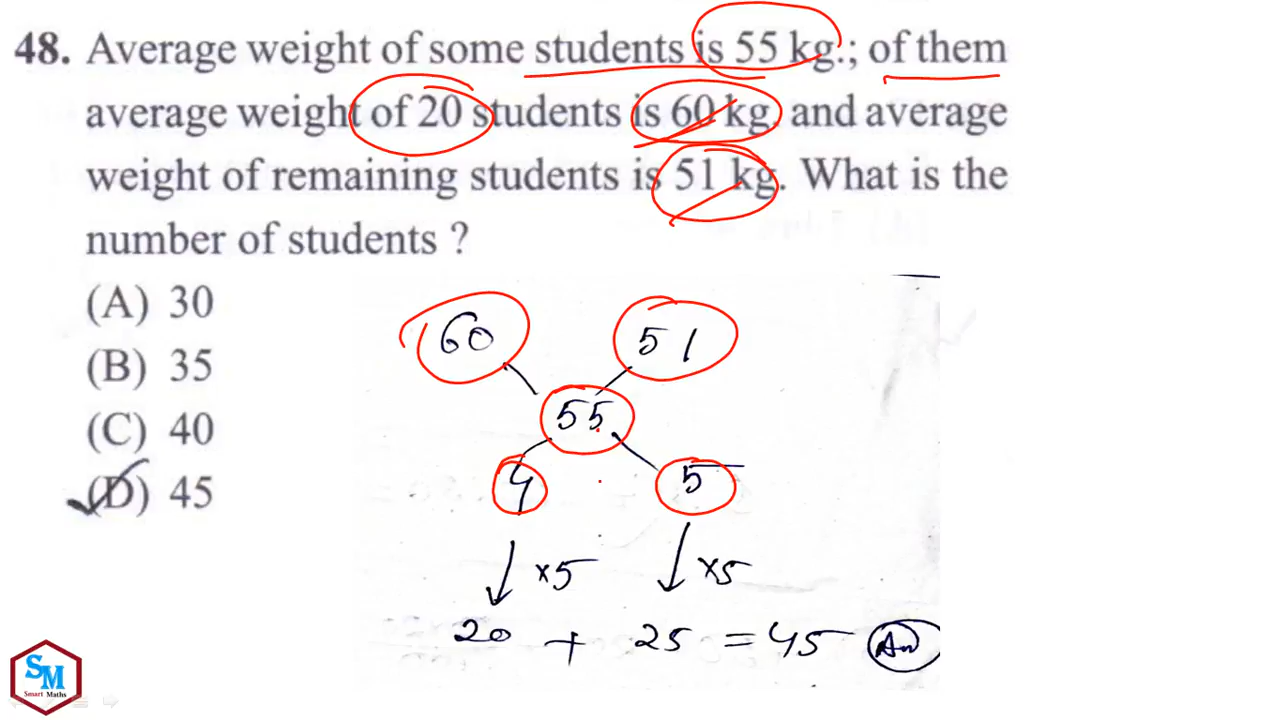 48. Average weight of some students is 55 kg.; of them
average weight of 20 students is 60 kg. and average
weight of remaining students is 51 kg. What is the
number of students ?
(A) 30
(B) 35
(C) 40
(D) 45
60 51
55
4 5
×5 ×5
20 + 25 = 45 An
SM
Smart Maths